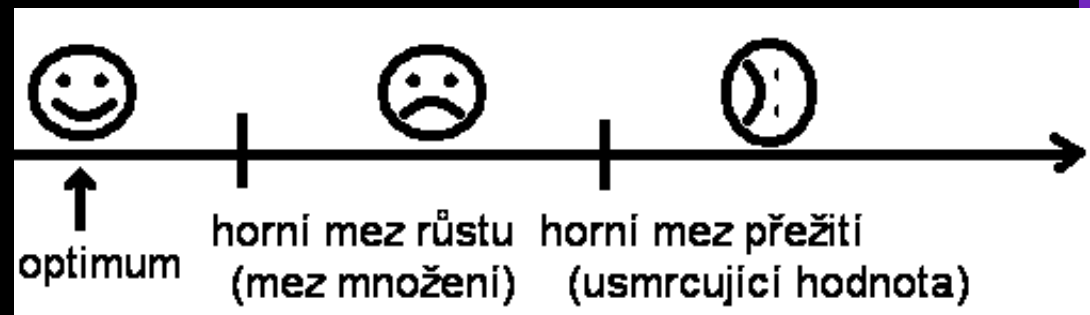 optimum
horní mez růstu
(mez množení)
horní mez přežití
(usmrcující hodnota)